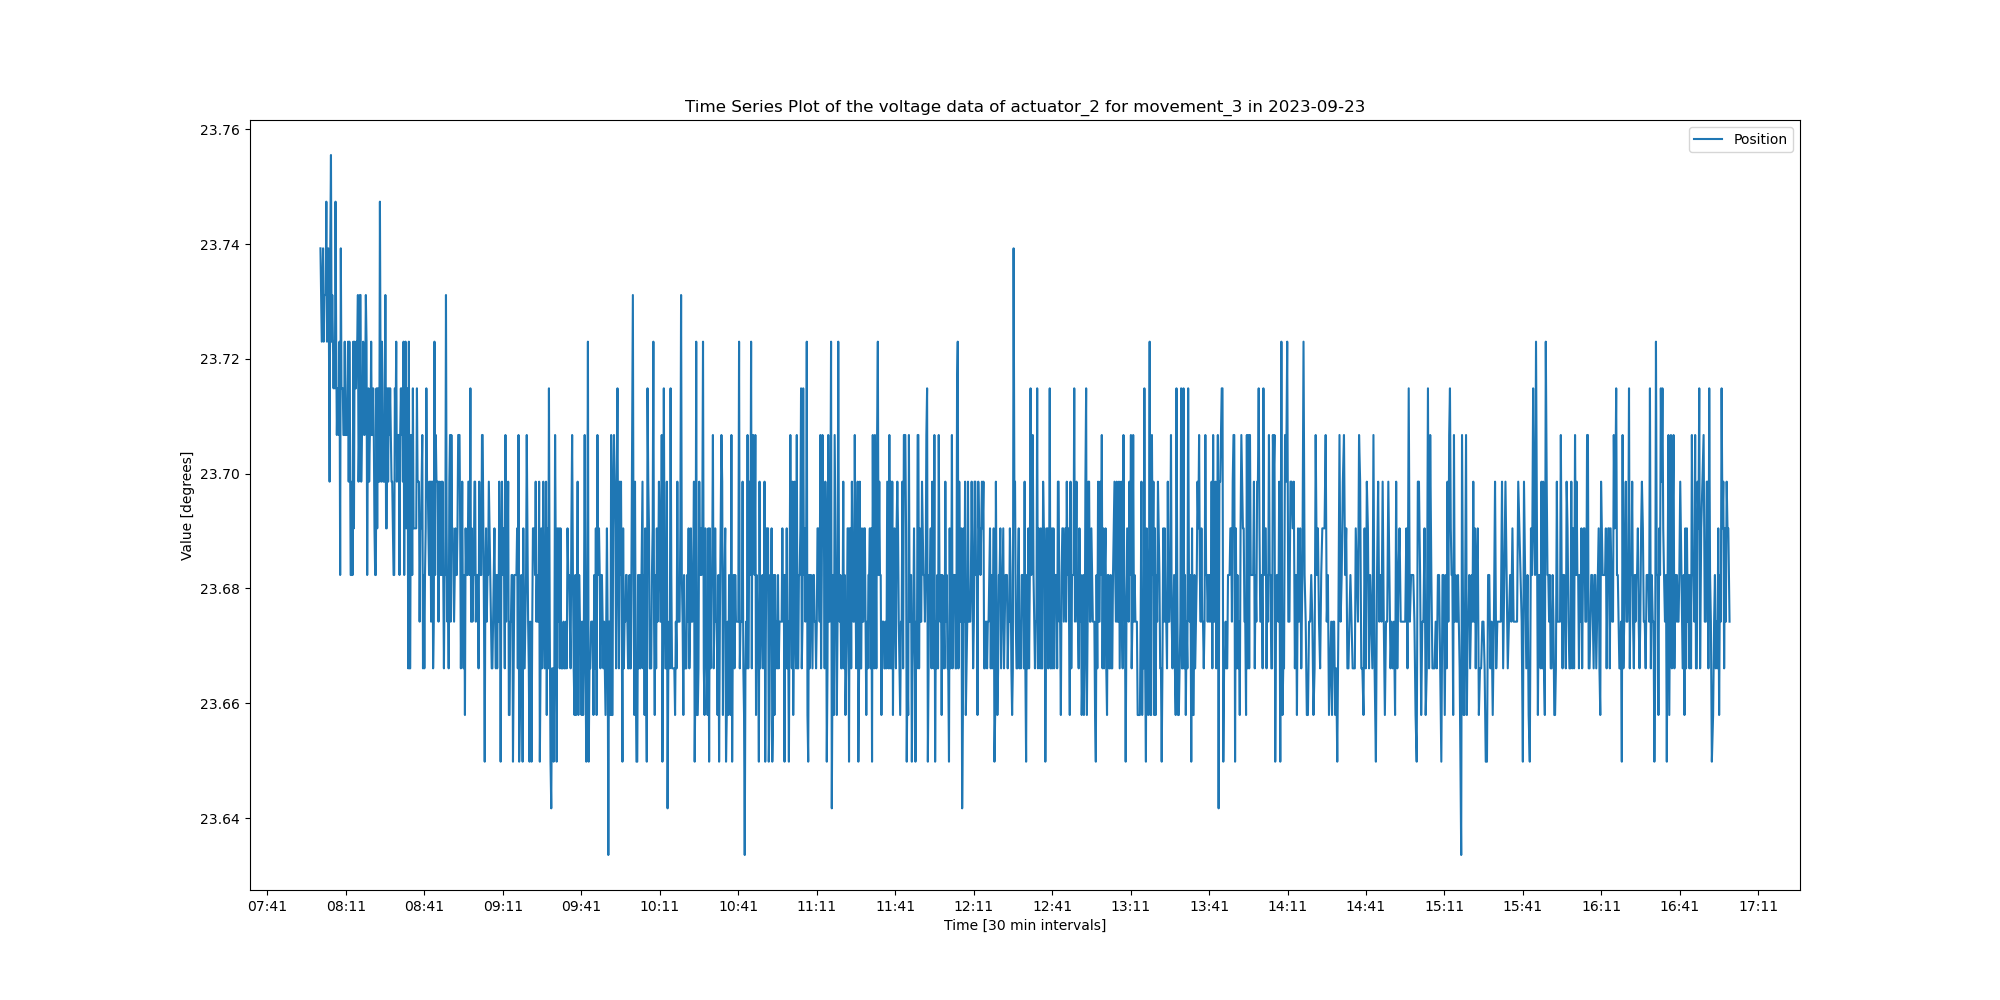 Time Series Plot of the voltage data of actuator_2 for movement_3 in 2023-09-23
Position
23.76
23.74
23.72
23.70
23.68
23.66
23.64
Value [degrees]
07:41 08:11 08:41 09:11 09:41 10:11 10:41 11:11 11:41 12:11 12:41 13:11 13:41 14:11 14:41 15:11 15:41 16:11 16:41 17:11
Time [30 min intervals]